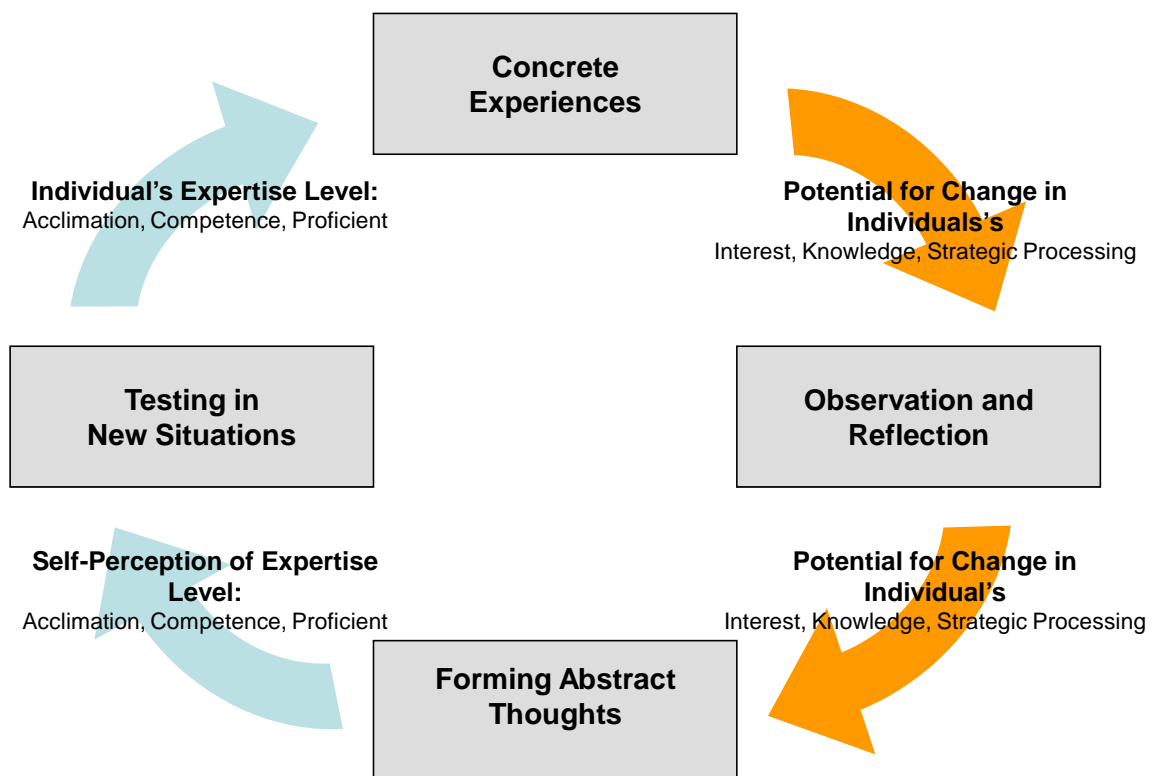 Concrete
Experiences
Individual’s Expertise Level:
Acclimation, Competence, Proficient
Potential for Change in
Individuals’s
Interest, Knowledge, Strategic Processing
Testing in
New Situations
Observation and
Reflection
Self-Perception of Expertise
Level:
Acclimation, Competence, Proficient
Potential for Change in
Individual’s
Interest, Knowledge, Strategic Processing
Forming Abstract
Thoughts